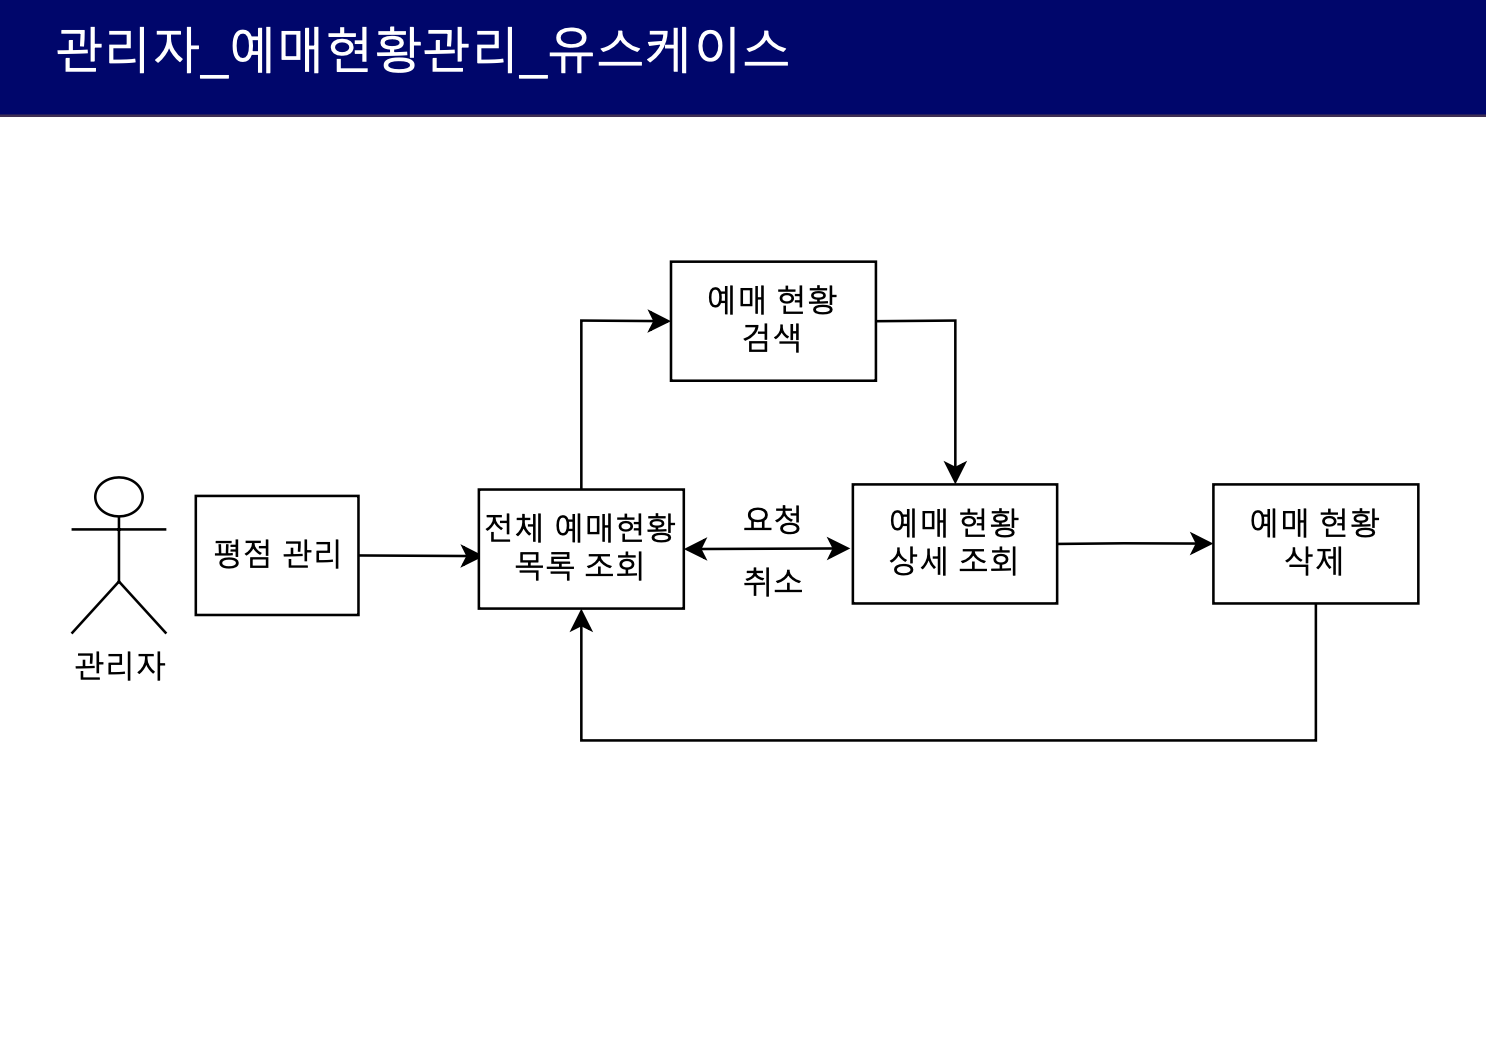 관리자_예매현황관리_유스케이스
예매 현황
검색
관리자
평점 관리
전체 예매현황
목록 조회
요청
취소
예매 현황
상세 조회
예매 현황
삭제